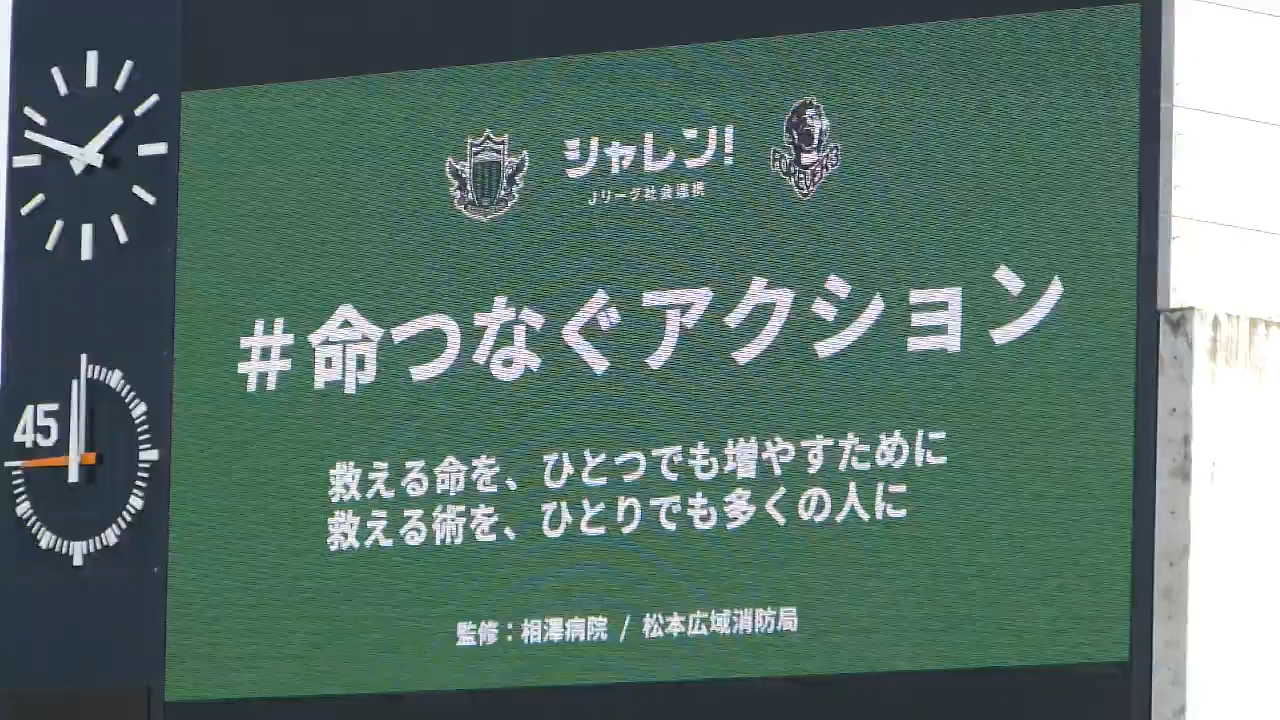 シャレン!
Jリーグ社会連携
FOREVER 3
#命つなぐアクション
45
救える命を、ひとつでも増やすために
救える術を、ひとりでも多くの人に
監修:相澤病院 / 松本広域消防局